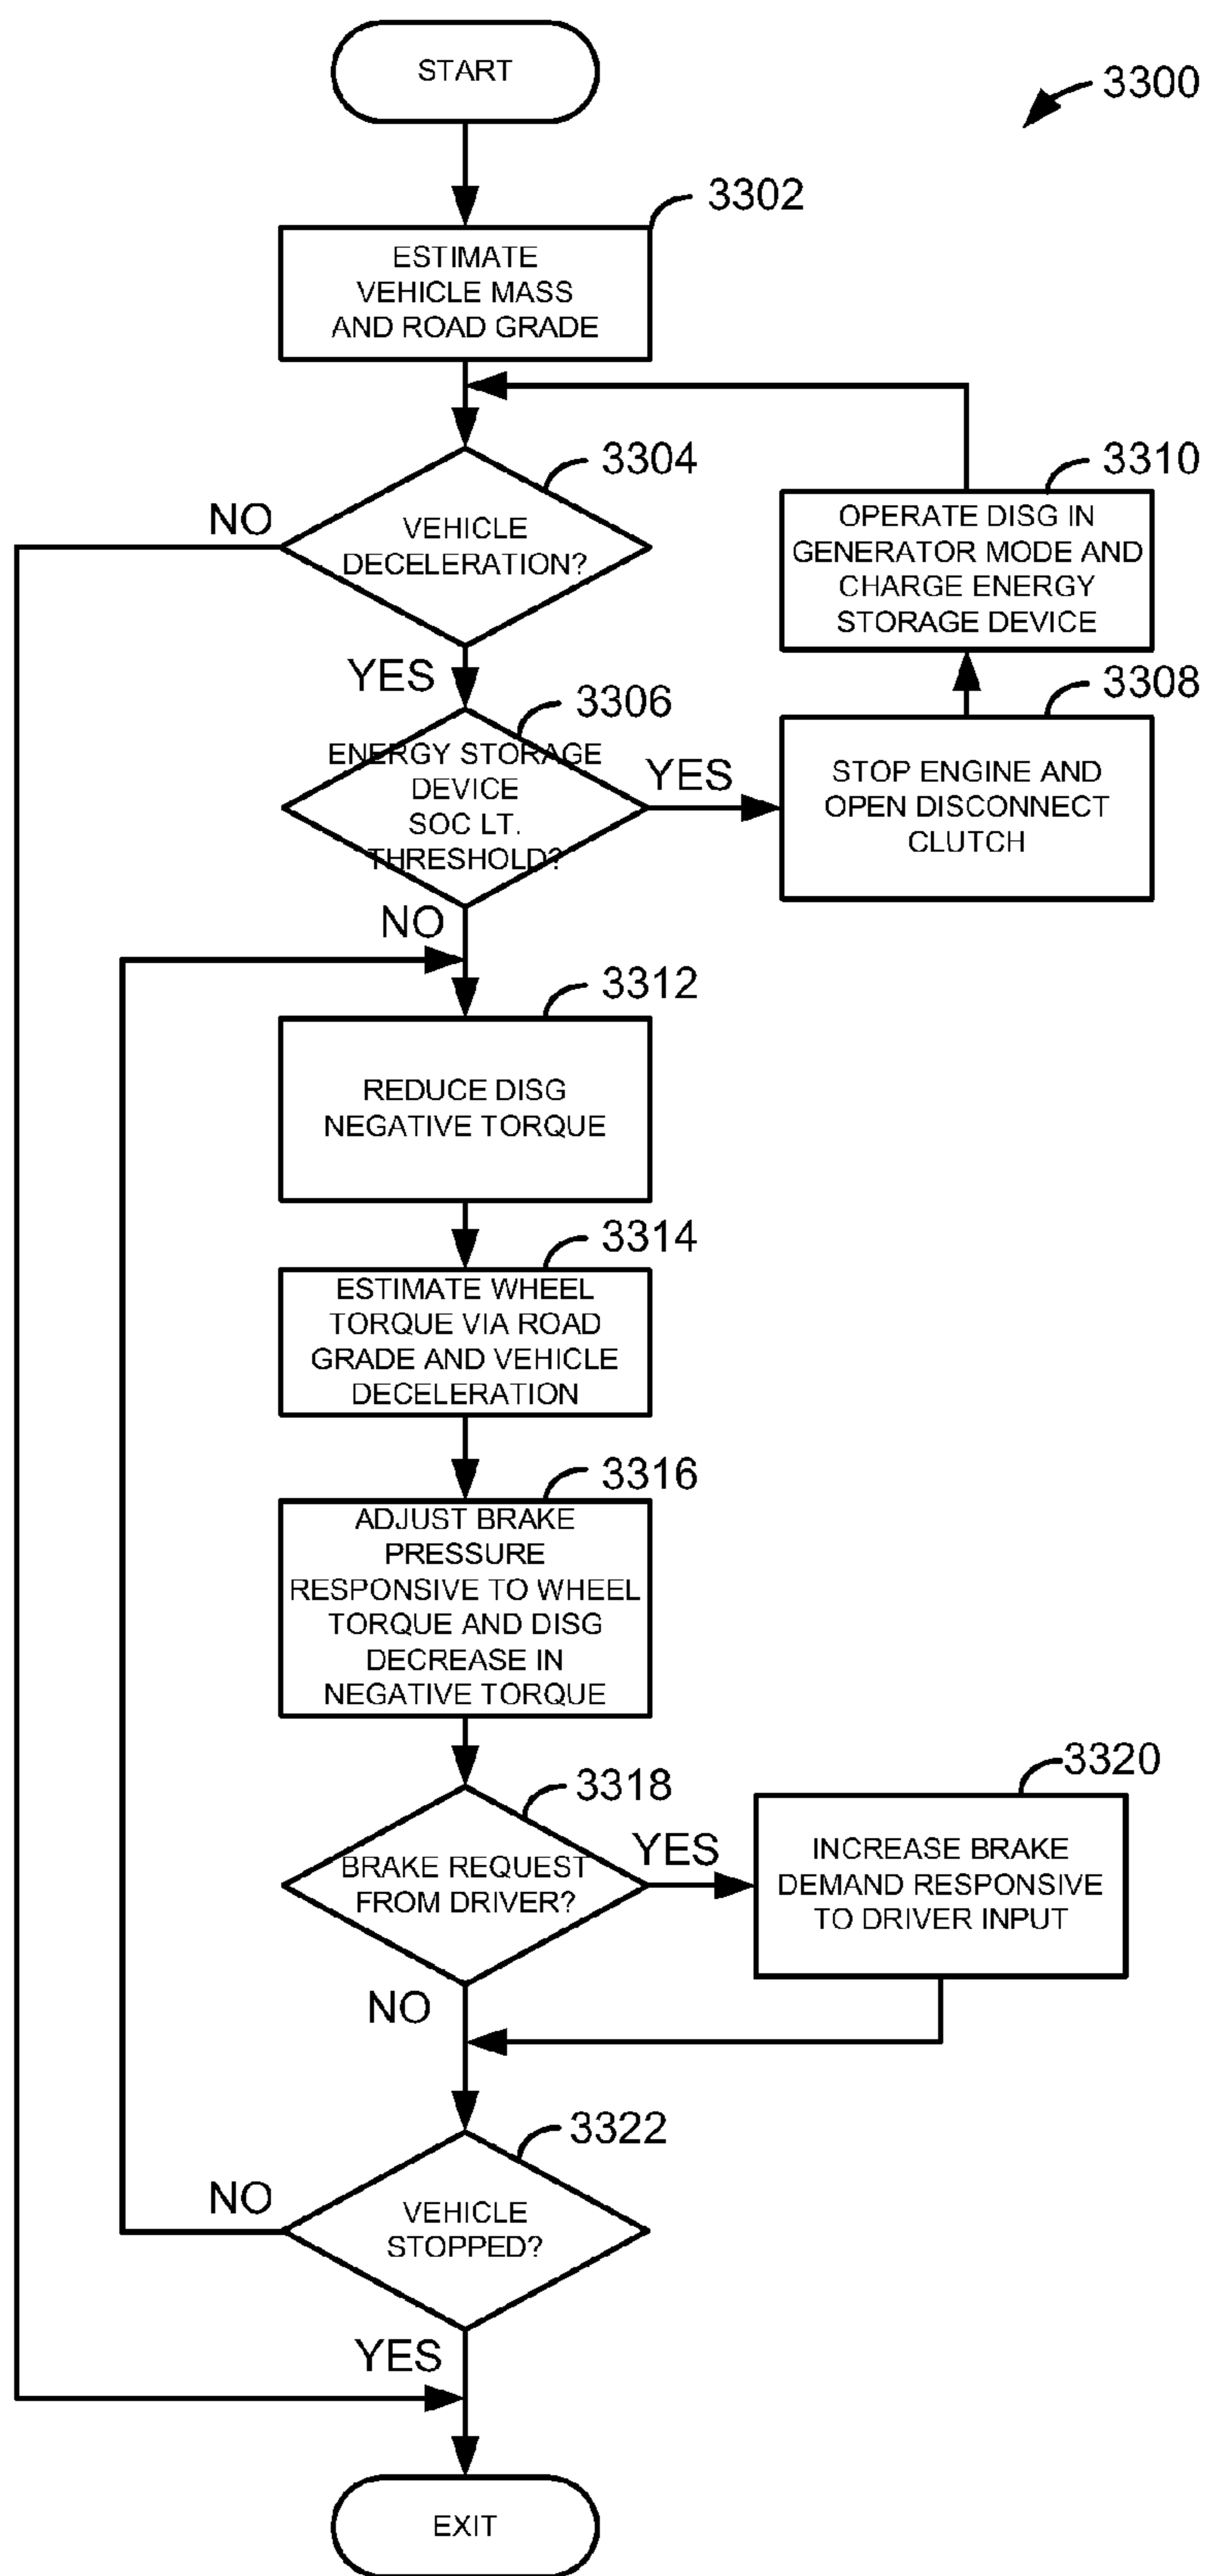 START
3300
3302
ESTIMATE
VEHICLE MASS
AND ROAD GRADE
3304
NO
VEHICLE
DECELERATION?
YES
3310
OPERATE DISG IN
GENERATOR MODE AND
CHARGE ENERGY
STORAGE DEVICE
3306
ENERGY STORAGE
DEVICE
SOC LT.
THRESHOLD?
YES
3308
STOP ENGINE AND
OPEN DISCONNECT
CLUTCH
NO
3312
REDUCE DISG
NEGATIVE TORQUE
3314
ESTIMATE WHEEL
TORQUE VIA ROAD
GRADE AND VEHICLE
DECELERATION
3316
ADJUST BRAKE
PRESSURE
RESPONSIVE TO WHEEL
TORQUE AND DISG
DECREASE IN
NEGATIVE TORQUE
3318
BRAKE REQUEST
FROM DRIVER?
YES
3320
INCREASE BRAKE
DEMAND RESPONSIVE
TO DRIVER INPUT
NO
3322
NO
VEHICLE
STOPPED?
YES
EXIT